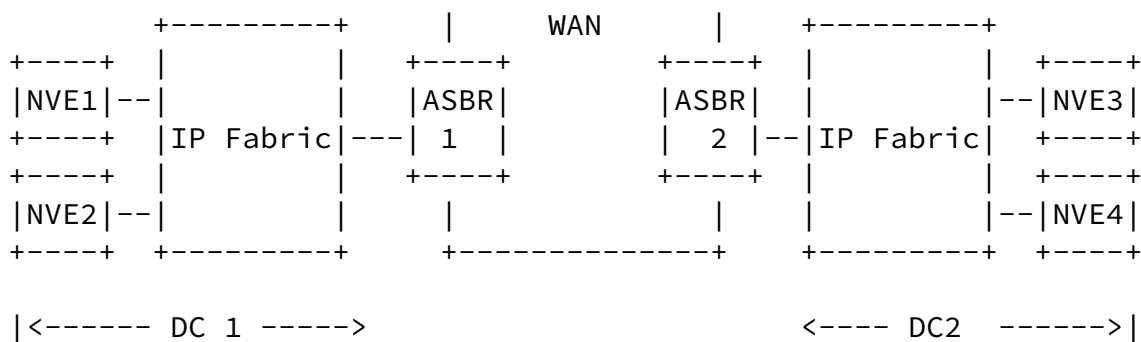 +---------+    |    WAN    |    +---------+
+----+  |         |   +----+       +----+  |         |  +----+
|NVE1|--|         |   |ASBR|       |ASBR|  |         |--|NVE3|
+----+  |IP Fabric|---| 1  |       |  2 |--|IP Fabric|  +----+
+----+  |         |   +----+       +----+  |         |  +----+
|NVE2|--|         |     |             |    |         |--|NVE4|
+----+  +---------+     +-------------+    +---------+  +----+
|<------ DC 1 ----->                       <---- DC2  ------>|